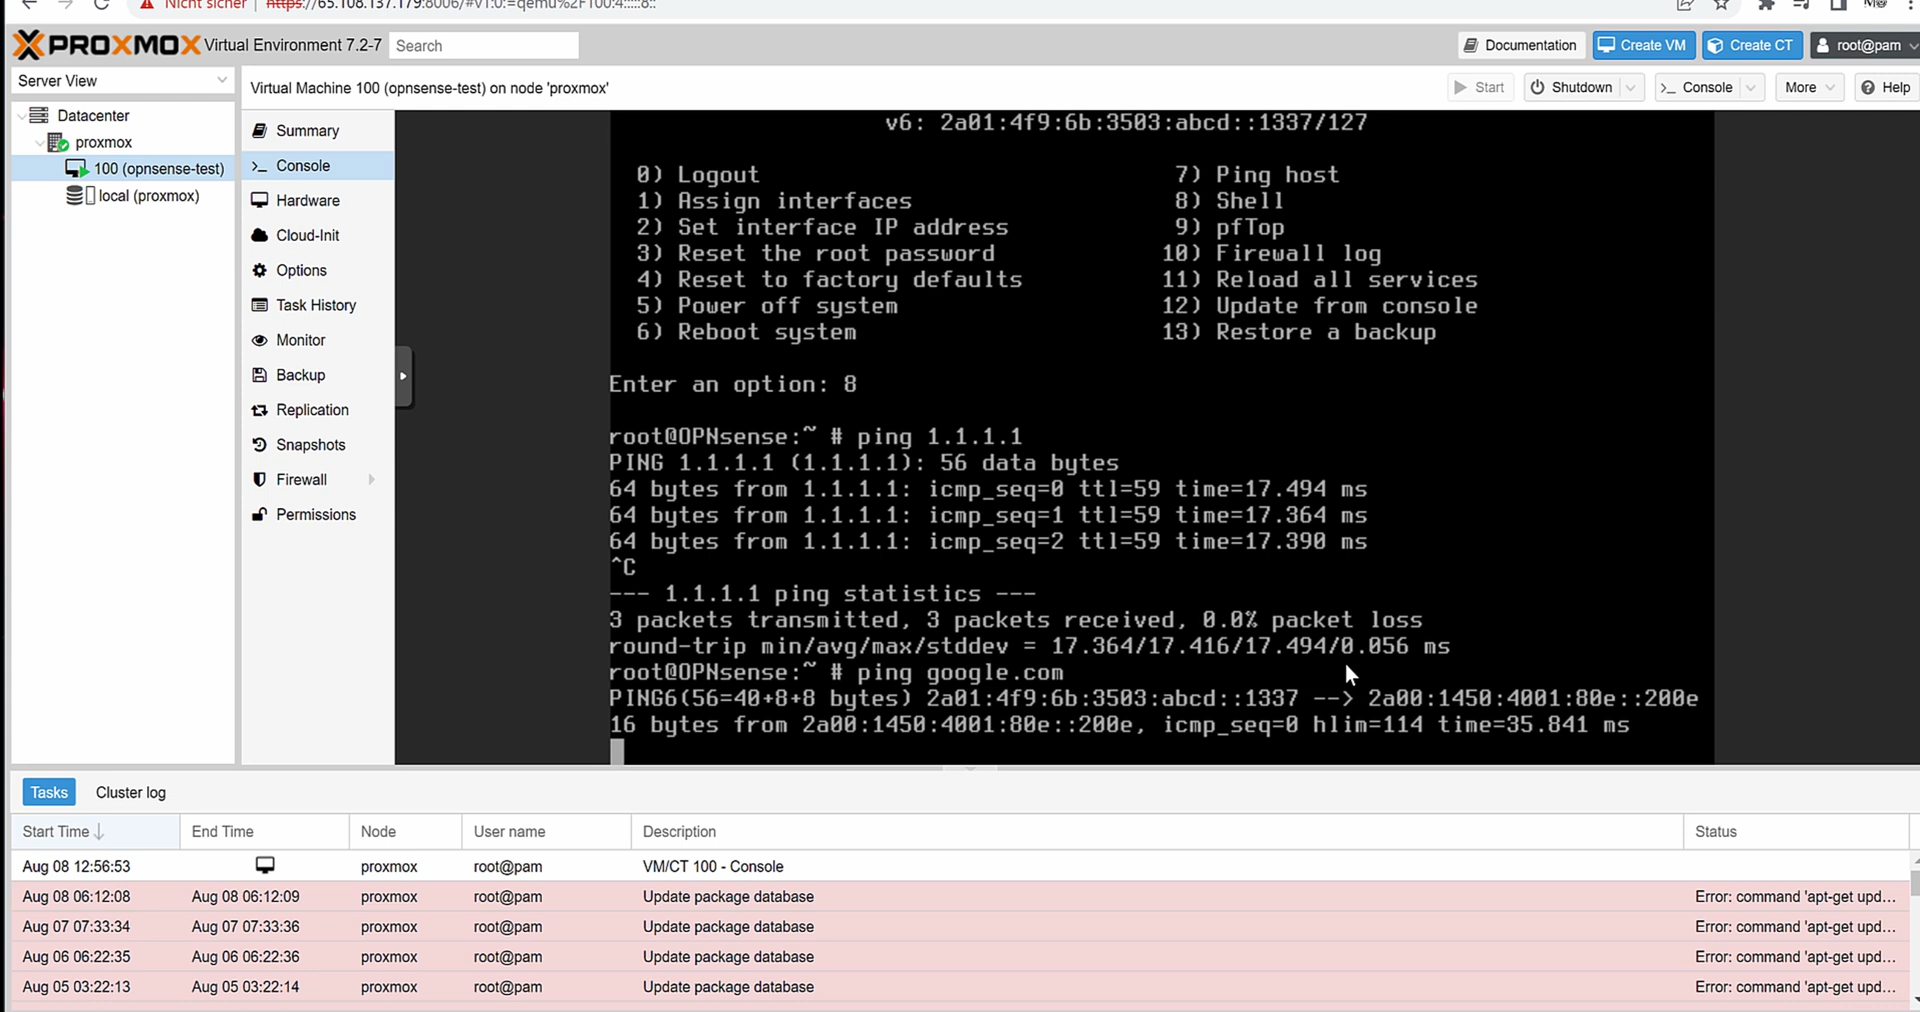 Nicht sicher | https://65.108.137.179:8006/#v1:0:=qemu%2F100:4:::::8::
PROXMOX Virtual Environment 7.2-7 Search Documentation Create VM Create CT root@pam
Server View
Virtual Machine 100 (opnsense-test) on node 'proxmox' Start Shutdown >_ Console More Help
Datacenter
proxmox
100 (opnsense-test)
local (proxmox)
Summary
>_ Console
Hardware
Cloud-Init
Options
Task History
Monitor
Backup
Replication
Snapshots
Firewall
Permissions
v6: 2a01:4f9:6b:3503:abcd::1337/127
0) Logout 7) Ping host
1) Assign interfaces 8) Shell
2) Set interface IP address 9) pfTop
3) Reset the root password 10) Firewall log
4) Reset to factory defaults 11) Reload all services
5) Power off system 12) Update from console
6) Reboot system 13) Restore a backup
Enter an option: 8
root@OPNsense:~ # ping 1.1.1.1
PING 1.1.1.1 (1.1.1.1): 56 data bytes
64 bytes from 1.1.1.1: icmp_seq=0 ttl=59 time=17.494 ms
64 bytes from 1.1.1.1: icmp_seq=1 ttl=59 time=17.364 ms
64 bytes from 1.1.1.1: icmp_seq=2 ttl=59 time=17.390 ms
^C
--- 1.1.1.1 ping statistics ---
3 packets transmitted, 3 packets received, 0.0% packet loss
round-trip min/avg/max/stddev = 17.364/17.416/17.494/0.056 ms
root@OPNsense:~ # ping google.com
PING6(56=40+8+8 bytes) 2a01:4f9:6b:3503:abcd::1337 --> 2a00:1450:4001:80e::200e
16 bytes from 2a00:1450:4001:80e::200e, icmp_seq=0 hlim=114 time=35.841 ms
Tasks Cluster log
Start Time End Time Node User name Description Status
Aug 08 12:56:53 proxmox root@pam VM/CT 100 - Console
Aug 08 06:12:08 Aug 08 06:12:09 proxmox root@pam Update package database Error: command 'apt-get upd...
Aug 07 07:33:34 Aug 07 07:33:36 proxmox root@pam Update package database Error: command 'apt-get upd...
Aug 06 06:22:35 Aug 06 06:22:36 proxmox root@pam Update package database Error: command 'apt-get upd...
Aug 05 03:22:13 Aug 05 03:22:14 proxmox root@pam Update package database Error: command 'apt-get upd...